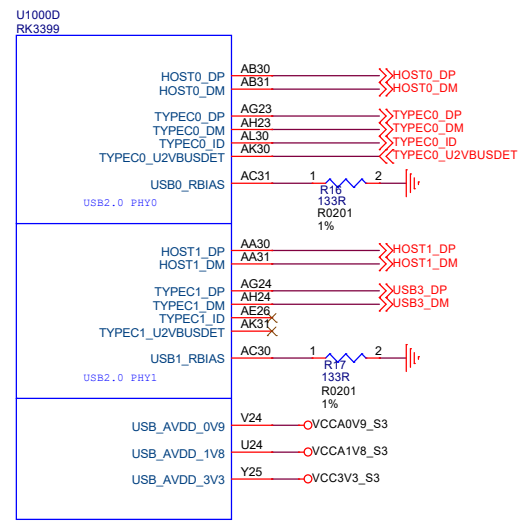 U1000D
RK3399
HOST0_DP AB30 HOST0_DP
HOST0_DM AB31 HOST0_DM
TYPEC0_DP AG23 TYPEC0_DP
TYPEC0_DM AH23 TYPEC0_DM
TYPEC0_ID AL30 TYPEC0_ID
TYPEC0_U2VBUSDET AK30 TYPEC0_U2VBUSDET
USB0_RBIAS AC31 1 2
R16
133R
R0201
1%
USB2.0 PHY0
HOST1_DP AA30 HOST1_DP
HOST1_DM AA31 HOST1_DM
TYPEC1_DP AG24 USB3_DP
TYPEC1_DM AH24 USB3_DM
TYPEC1_ID AE26
TYPEC1_U2VBUSDET AK31
USB1_RBIAS AC30 1 2
R17
133R
R0201
1%
USB2.0 PHY1
USB_AVDD_0V9 V24 VCCA0V9_S3
USB_AVDD_1V8 U24 VCCA1V8_S3
USB_AVDD_3V3 Y25 VCC3V3_S3